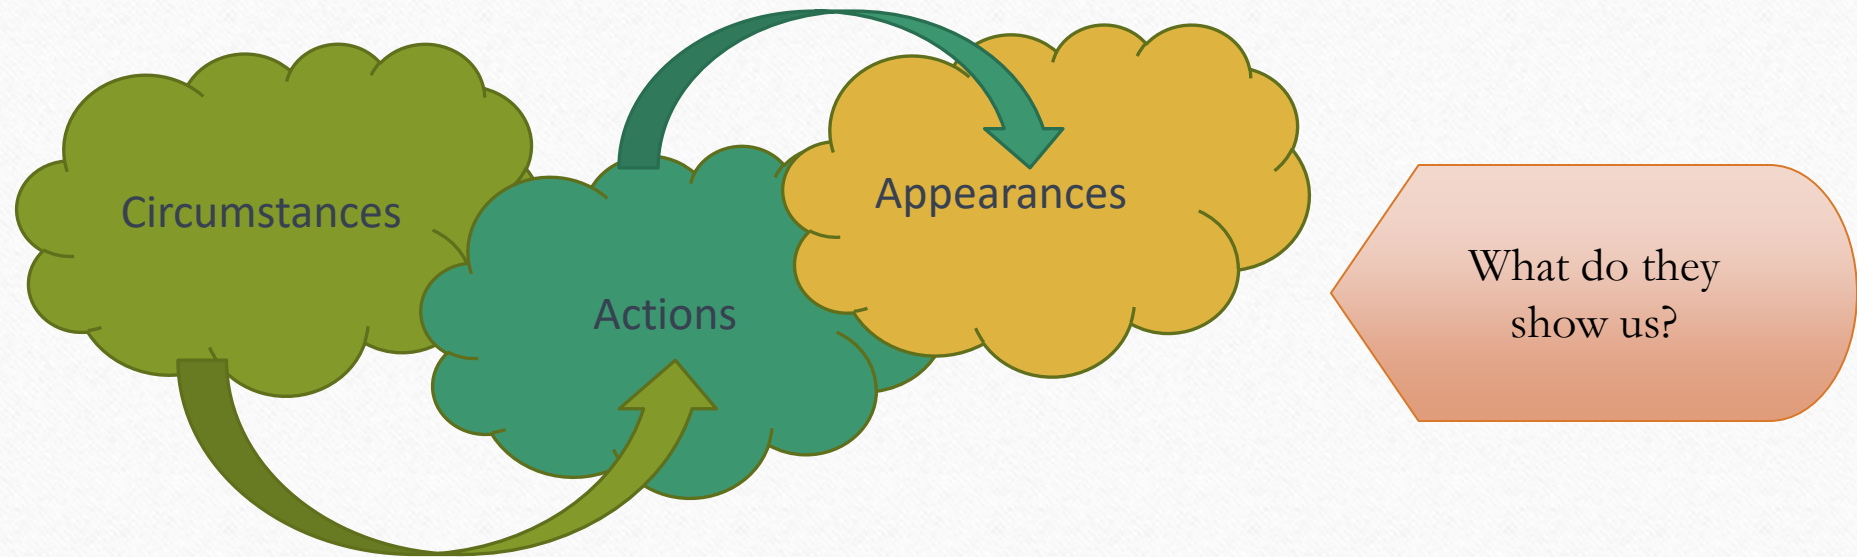 Circumstances
Actions
Appearances
What do they
show us?